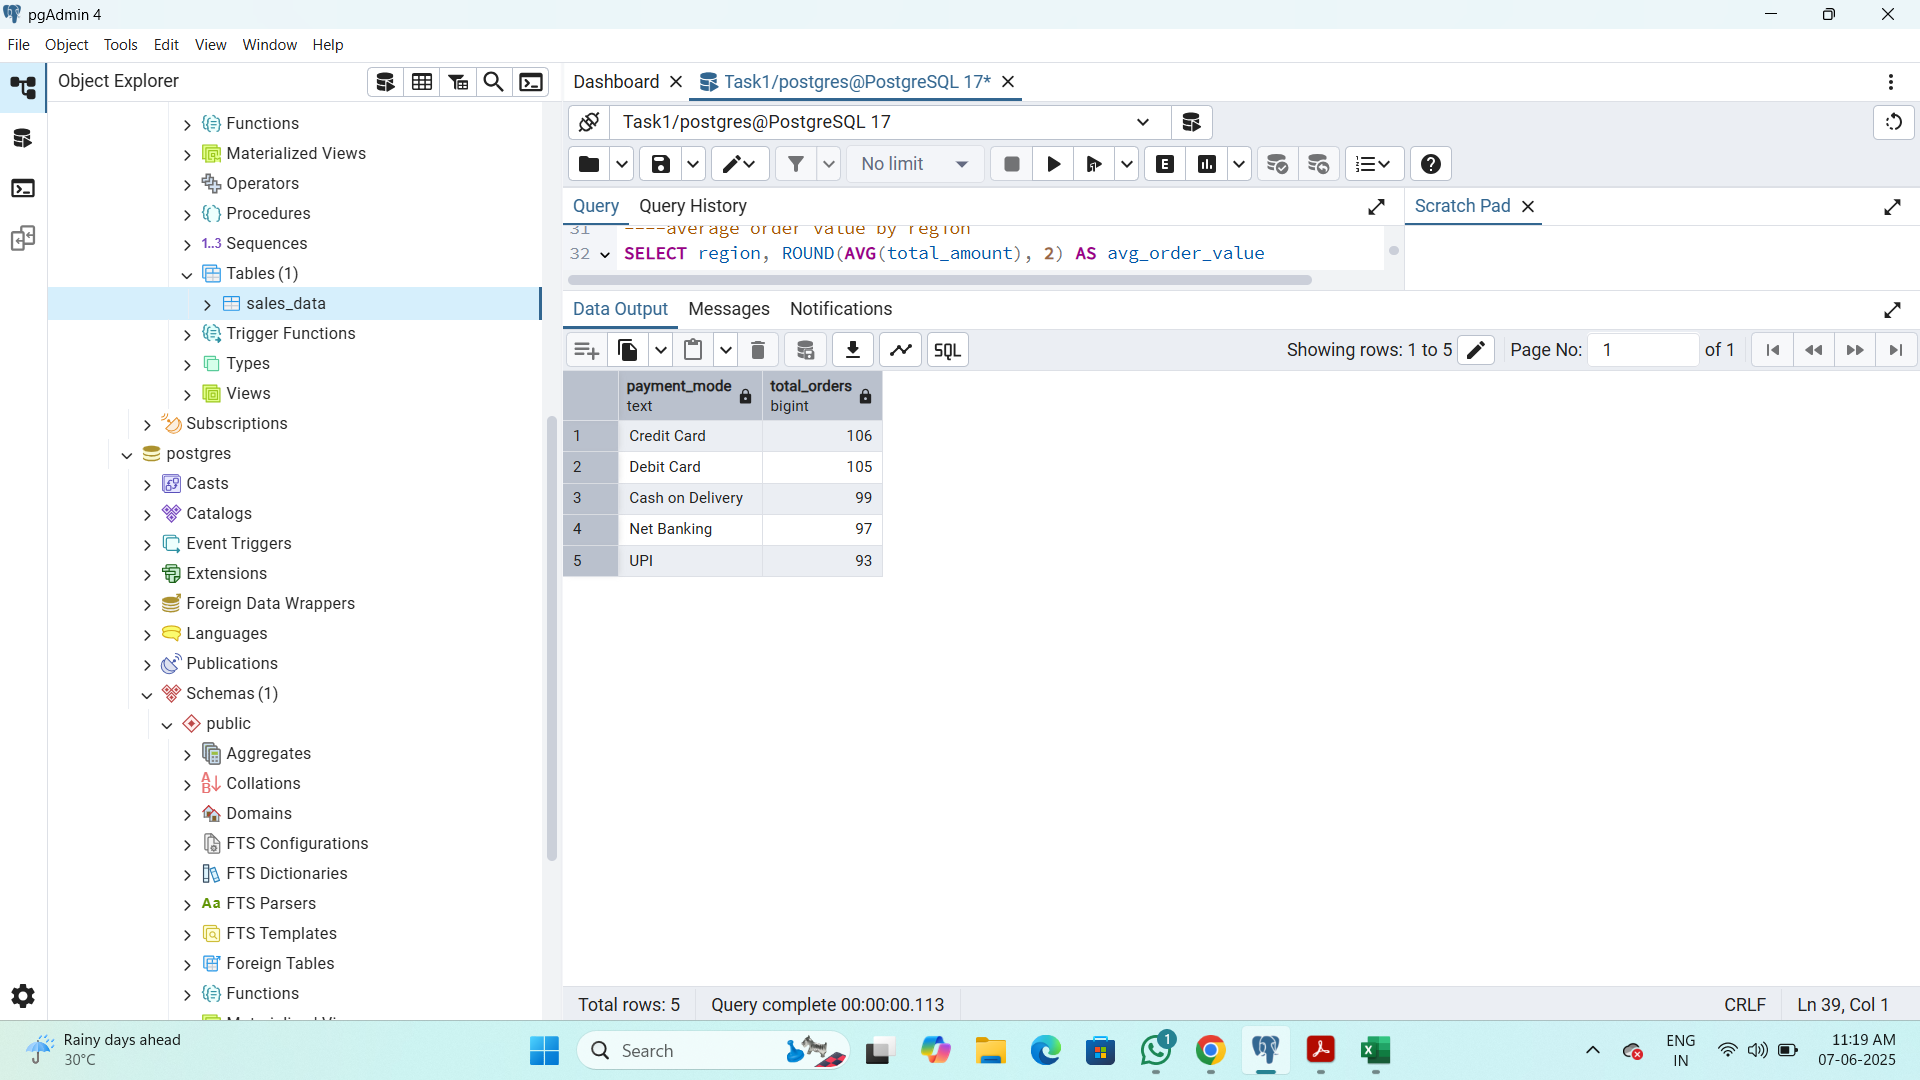 pgAdmin 4
File Object Tools Edit View Window Help
Object Explorer
Functions
Materialized Views
Operators
Procedures
1..3 Sequences
Tables (1)
sales_data
Trigger Functions
Types
Views
Subscriptions
postgres
Casts
Catalogs
Event Triggers
Extensions
Foreign Data Wrappers
Languages
Publications
Schemas (1)
public
Aggregates
Collations
Domains
FTS Configurations
FTS Dictionaries
Aa FTS Parsers
FTS Templates
Foreign Tables
Functions
Dashboard Task1/postgres@PostgreSQL 17*
Task1/postgres@PostgreSQL 17
No limit
E
Query Query History
Scratch Pad
31 ----average order value by region
32 SELECT region, ROUND(AVG(total_amount), 2) AS avg_order_value
Data Output Messages Notifications
SQL Showing rows: 1 to 5 Page No: 1 of 1
payment_mode total_orders
text bigint
1 Credit Card 106
2 Debit Card 105
3 Cash on Delivery 99
4 Net Banking 97
5 UPI 93
Total rows: 5 Query complete 00:00:00.113 CRLF Ln 39, Col 1
Rainy days ahead
30°C
Search
1
ENG
IN
11:19 AM
07-06-2025